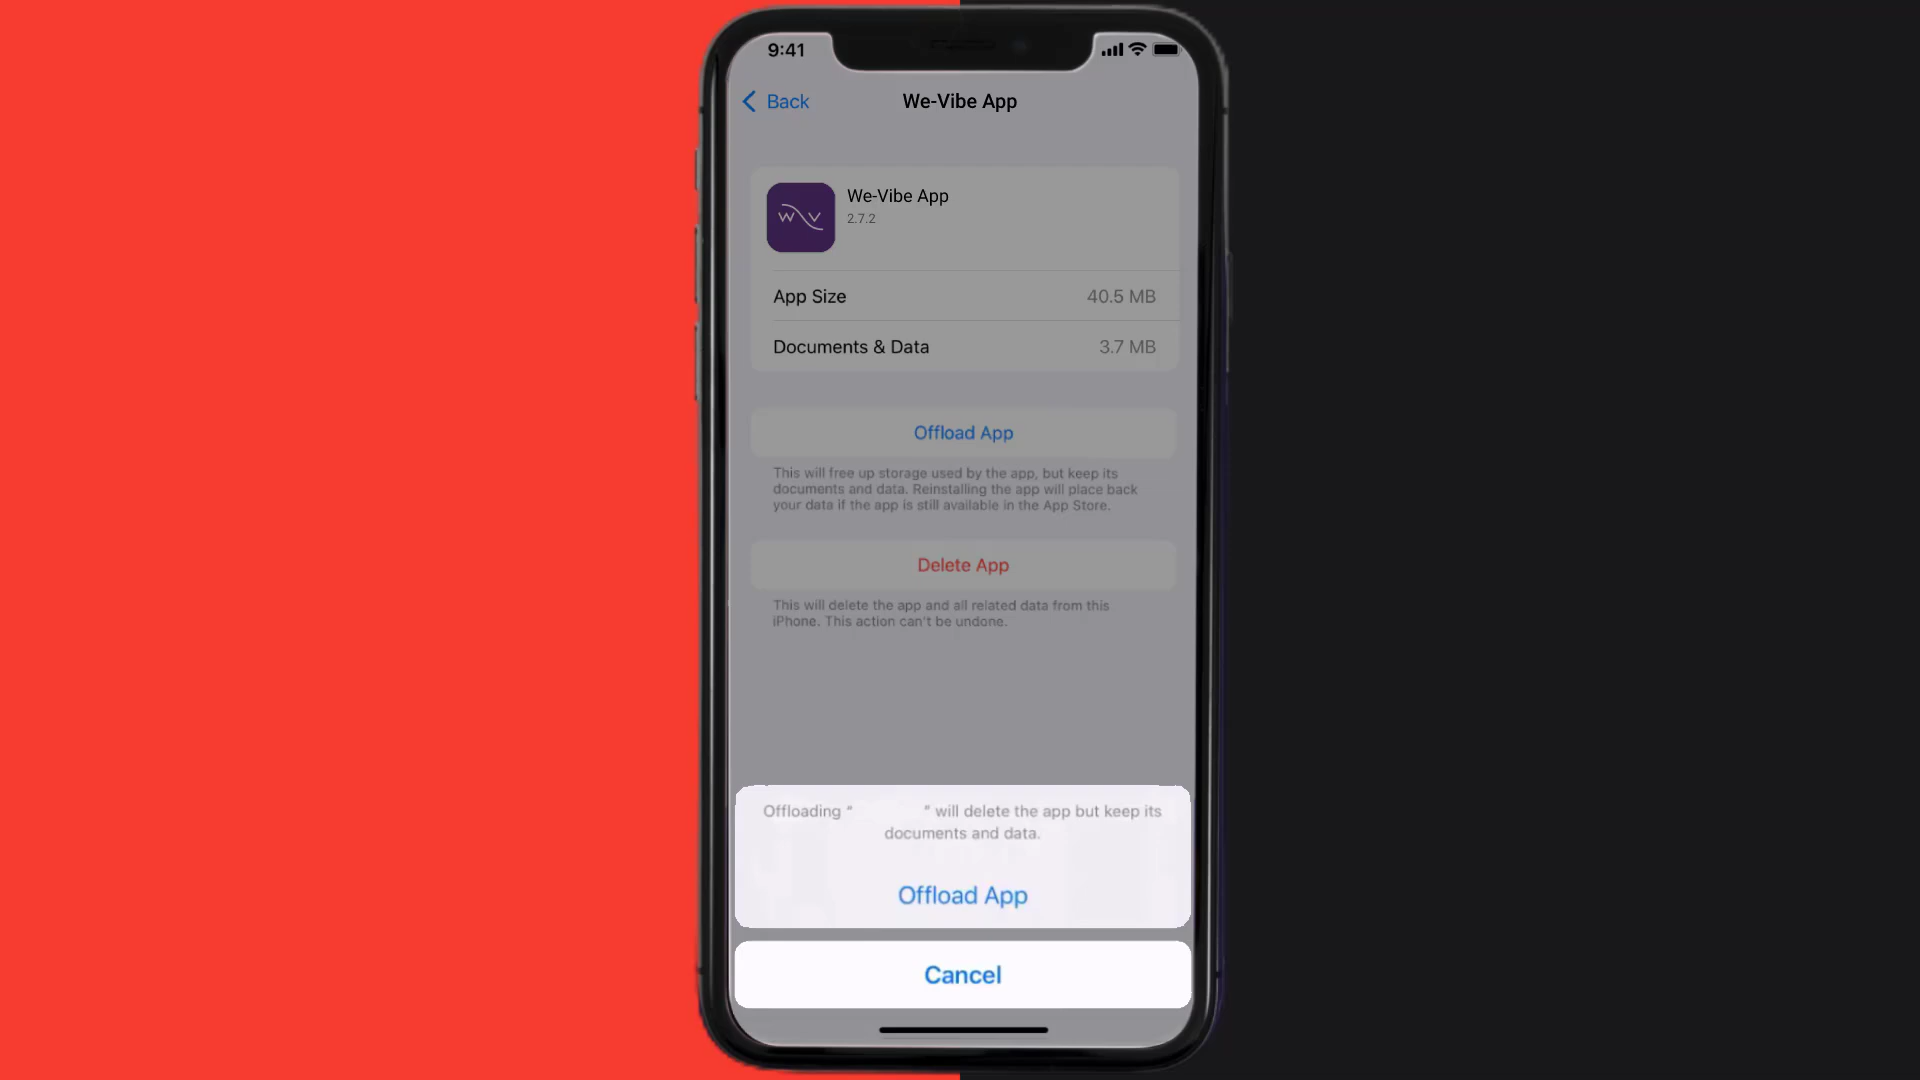 9:41
Back
We-Vibe App
W V
We-Vibe App
2.7.2
App Size 40.5 MB
Documents & Data 3.7 MB
Offload App
This will free up storage used by the app, but keep its
documents and data. Reinstalling the app will place back
your data if the app is still available in the App Store.
Delete App
This will delete the app and all related data from this
iPhone. This action can't be undone.
Offloading “ ” will delete the app but keep its
documents and data.
Offload App
Cancel